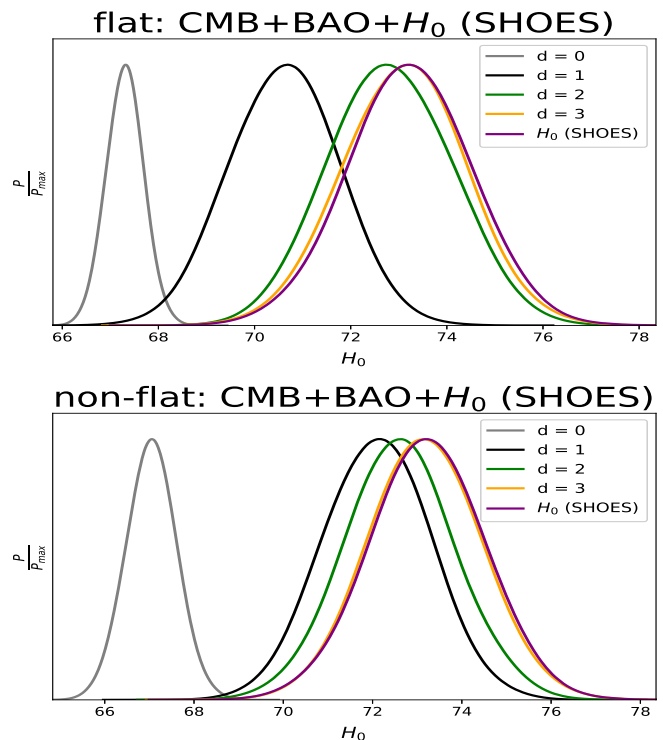 flat: CMB+BAO+H₀ (SHOES)
d = 0
d = 1
d = 2
d = 3
H₀ (SHOES)
P
Pmax
66 68 70 72 74 76 78
H₀
non-flat: CMB+BAO+H₀ (SHOES)
d = 0
d = 1
d = 2
d = 3
H₀ (SHOES)
P
Pmax
66 68 70 72 74 76 78
H₀